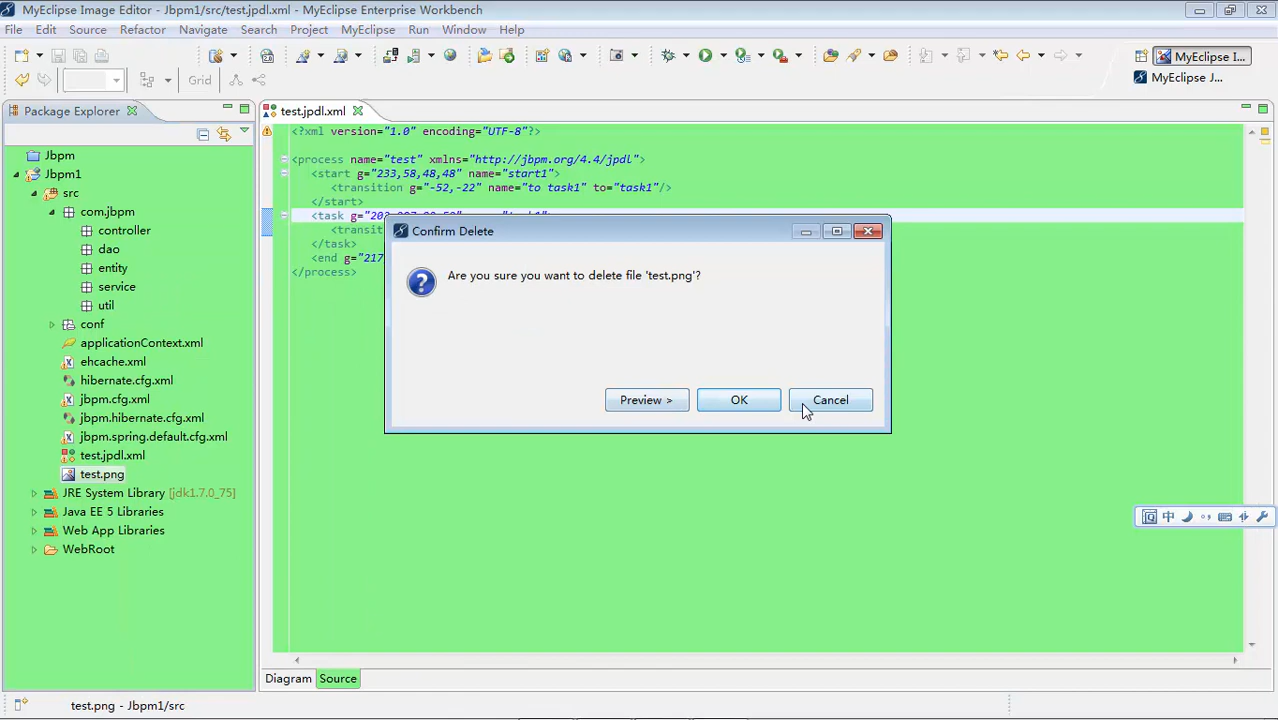 MyEclipse Image Editor - Jbpm1/src/test.jpdl.xml - MyEclipse Enterprise Workbench
File Edit Source Refactor Navigate Search Project MyEclipse Run Window Help
Grid
MyEclipse I...
MyEclipse J...
Package Explorer
Jbpm
Jbpm1
src
com.jbpm
controller
dao
entity
service
util
conf
applicationContext.xml
ehcache.xml
hibernate.cfg.xml
jbpm.cfg.xml
jbpm.hibernate.cfg.xml
jbpm.spring.default.cfg.xml
test.jpdl.xml
test.png
JRE System Library [jdk1.7.0_75]
Java EE 5 Libraries
Web App Libraries
WebRoot
test.jpdl.xml
<?xml version="1.0" encoding="UTF-8"?>
<process name="test" xmlns="http://jbpm.org/4.4/jpdl">
<start g="233,58,48,48" name="start1">
<transition g="-52,-22" name="to task1" to="task1"/>
</start>
<task
<transit
</task>
<end g="217
</process>
Confirm Delete
Are you sure you want to delete file 'test.png'?
Preview > OK Cancel
中
Diagram Source
test.png - Jbpm1/src